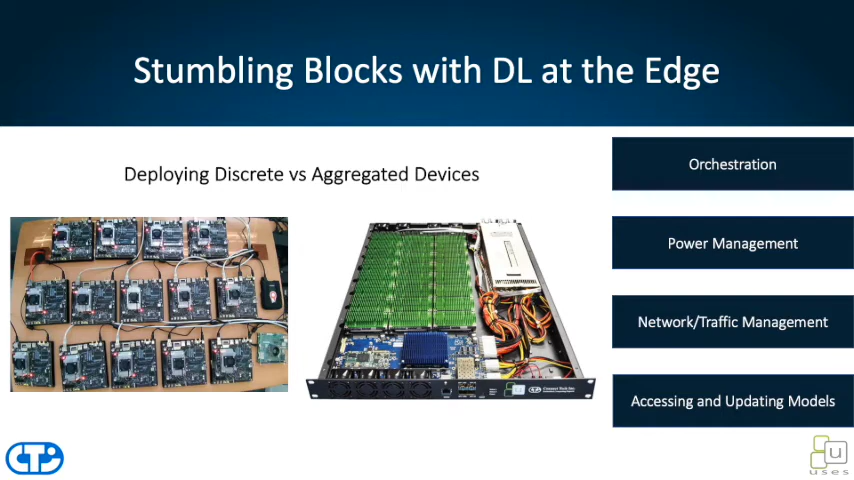 Stumbling Blocks with DL at the Edge
Deploying Discrete vs Aggregated Devices
Orchestration
Power Management
Network/Traffic Management
Accessing and Updating Models
CTI
u
uses